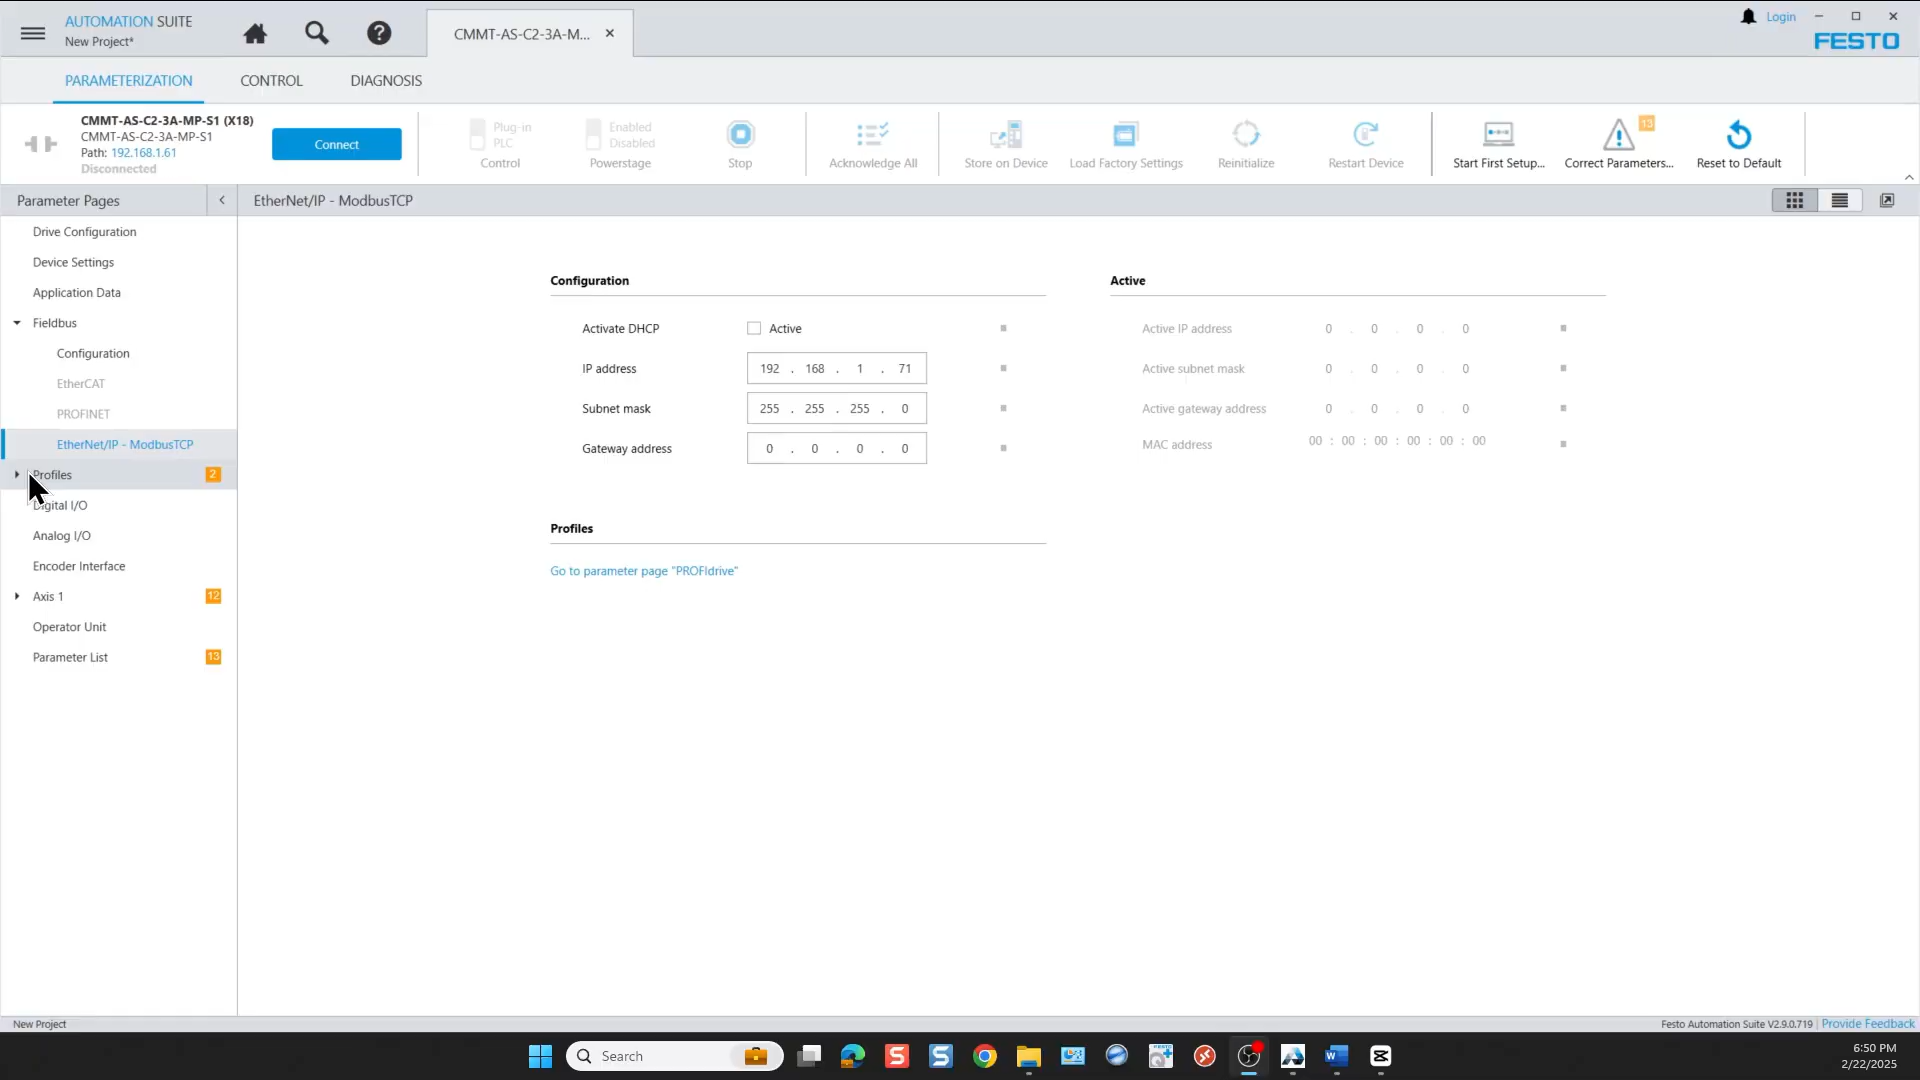 AUTOMATION SUITE
New Project*
CMMT-AS-C2-3A-M...
Login
FESTO
PARAMETERIZATION
CONTROL
DIAGNOSIS
CMMT-AS-C2-3A-MP-S1 (X18)
CMMT-AS-C2-3A-MP-S1
Path: 192.168.1.61
Disconnected
Connect
Plug-in
PLC
Control
Enabled
Disabled
Powerstage
Stop
Acknowledge All
Store on Device
Load Factory Settings
Reinitialize
Restart Device
Start First Setup...
13
Correct Parameters...
Reset to Default
Parameter Pages
EtherNet/IP - ModbusTCP
Drive Configuration
Device Settings
Application Data
Fieldbus
Configuration
EtherCAT
PROFINET
EtherNet/IP - ModbusTCP
Profiles 2
Digital I/O
Analog I/O
Encoder Interface
Axis 1 12
Operator Unit
Parameter List 13
Configuration
Activate DHCP Active
IP address 192 . 168 . 1 . 71
Subnet mask 255 . 255 . 255 . 0
Gateway address 0 . 0 . 0 . 0
Active
Active IP address 0 . 0 . 0 . 0
Active subnet mask 0 . 0 . 0 . 0
Active gateway address 0 . 0 . 0 . 0
MAC address 00 : 00 : 00 : 00 : 00 : 00
Profiles
Go to parameter page "PROFIdrive"
New Project
Festo Automation Suite V2.9.0.719 | Provide Feedback
Search
6:50 PM
2/22/2025